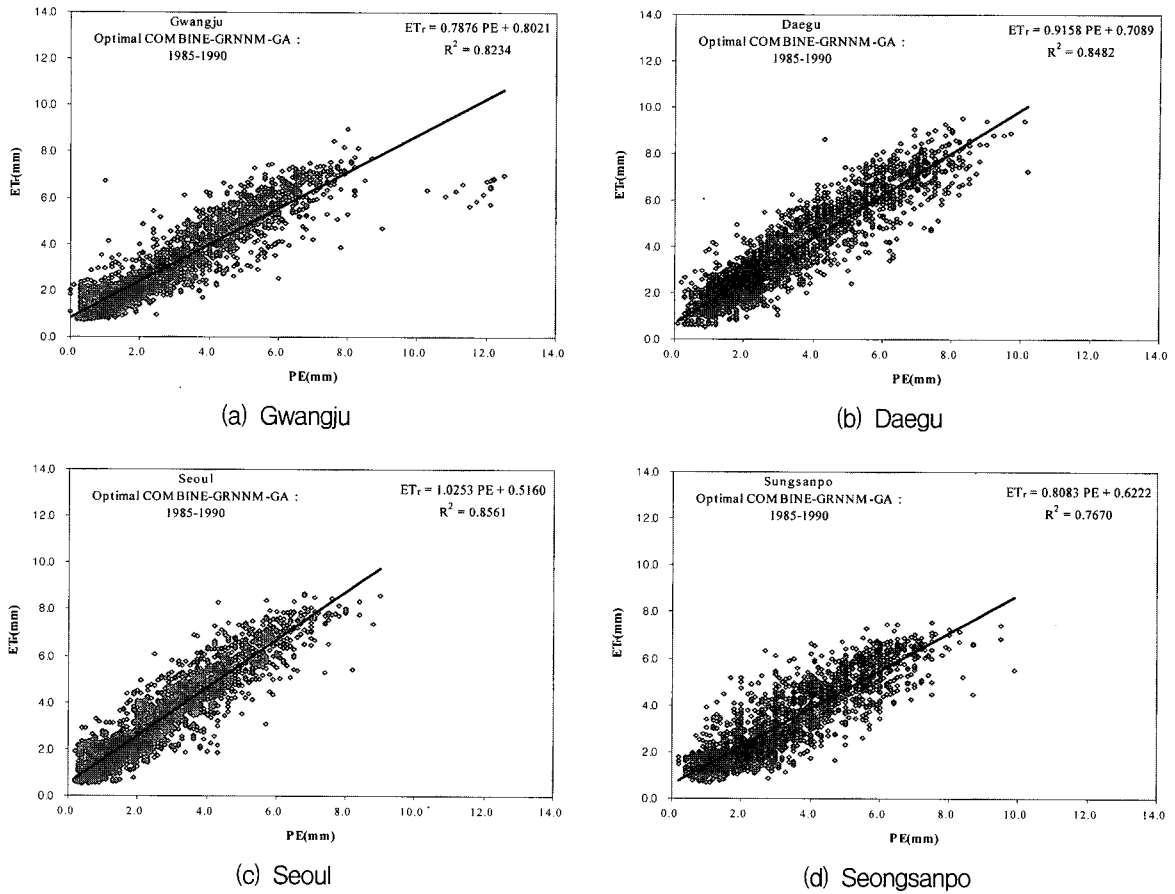 Gwangju
Optimal COMBINE-GRNNM-GA :
1985-1990
ETr = 0.7876 PE + 0.8021
R² = 0.8234
14.0
12.0
10.0
8.0
6.0
4.0
2.0
0.0
ETr(mm)
0.0 2.0 4.0 6.0 8.0 10.0 12.0 14.0
PE(mm)
(a) Gwangju
Daegu
Optimal COMBINE-GRNNM-GA :
1985-1990
ETr = 0.9158 PE + 0.7089
R² = 0.8482
14.0
12.0
10.0
8.0
6.0
4.0
2.0
0.0
ETr(mm)
0.0 2.0 4.0 6.0 8.0 10.0 12.0 14.0
PE(mm)
(b) Daegu
Seoul
Optimal COMBINE-GRNNM-GA :
1985-1990
ETr = 1.0253 PE + 0.5160
R² = 0.8561
14.0
12.0
10.0
8.0
6.0
4.0
2.0
0.0
ETr(mm)
0.0 2.0 4.0 6.0 8.0 10.0 12.0 14.0
PE(mm)
(c) Seoul
Sungsanpo
Optimal COMBINE-GRNNM-GA :
1985-1990
ETr = 0.8083 PE + 0.6222
R² = 0.7670
14.0
12.0
10.0
8.0
6.0
4.0
2.0
0.0
ETr(mm)
0.0 2.0 4.0 6.0 8.0 10.0 12.0 14.0
PE(mm)
(d) Seongsanpo